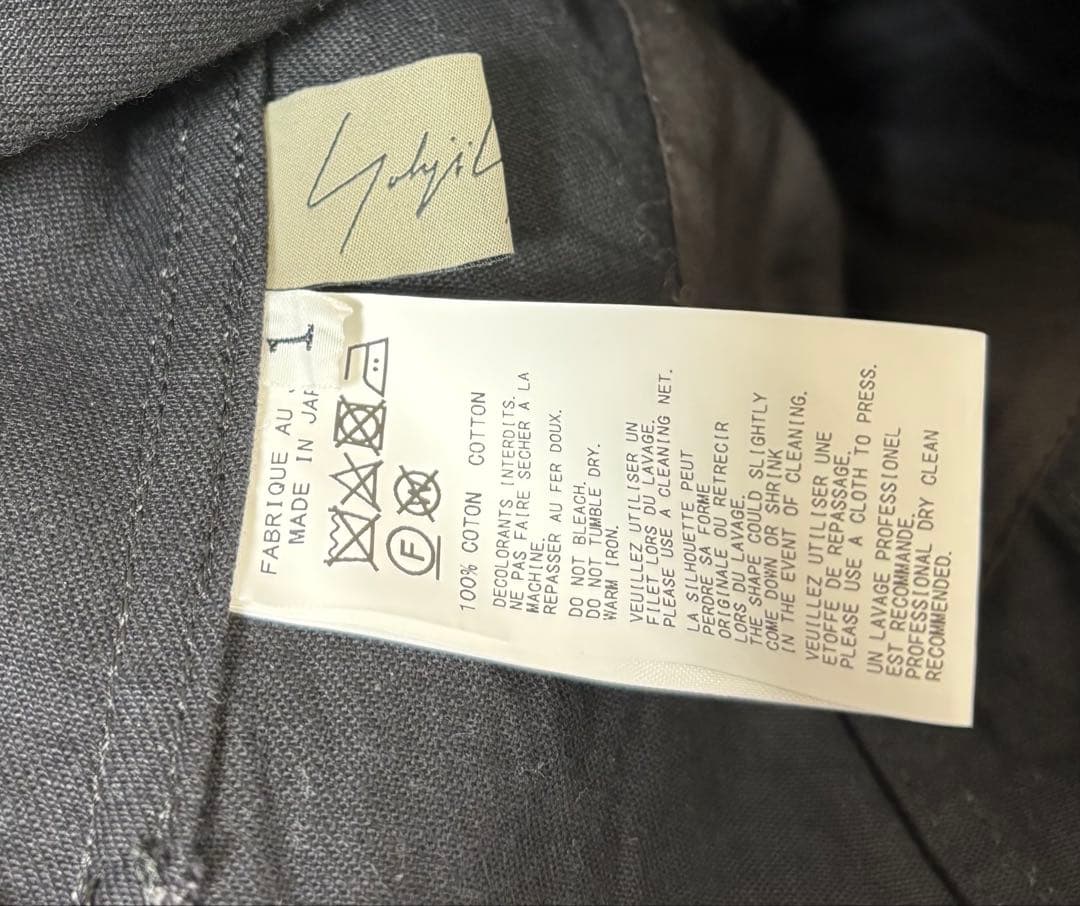 Yohji
1
FABRIQUE AU
MADE IN JAP
F
W
100% COTON COTTON
DECOLORANTS INTERDITS.
NE PAS FAIRE SECHER A LA
MACHINE.
REPASSER AU FER DOUX.
DO NOT BLEACH.
DO NOT TUMBLE DRY.
WARM IRON.
VEUILLEZ UTILISER UN
FILET LORS DU LAVAGE.
PLEASE USE A CLEANING NET.
LA SILHOUETTE PEUT
PERDRE SA FORME
ORIGINALE OU RETRECIR
LORS DU LAVAGE.
THE SHAPE COULD SLIGHTLY
COME DOWN OR SHRINK
IN THE EVENT OF CLEANING.
VEUILLEZ UTILISER UNE
ETOFFE DE REPASSAGE.
PLEASE USE A CLOTH TO PRESS.
UN LAVAGE PROFESSIONEL
EST RECOMMANDE.
PROFESSIONAL DRY CLEAN
RECOMMENDED.